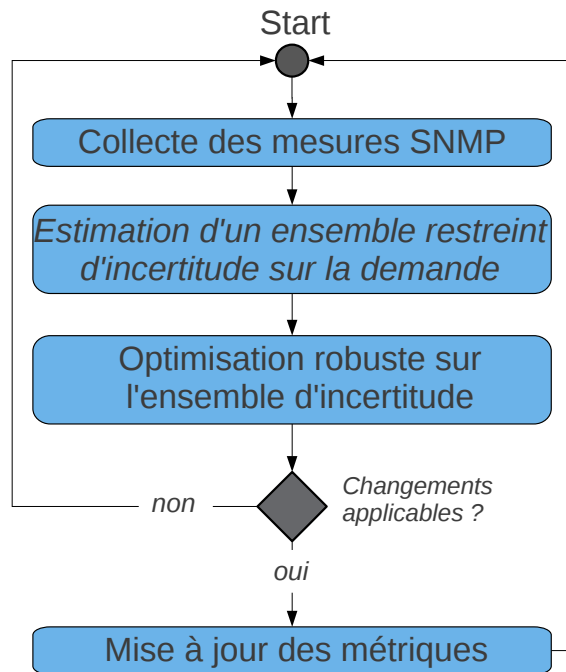 Start
Collecte des mesures SNMP
Estimation d'un ensemble restreint
d'incertitude sur la demande
Optimisation robuste sur
l'ensemble d'incertitude
Changements
applicables ?
non
oui
Mise à jour des métriques